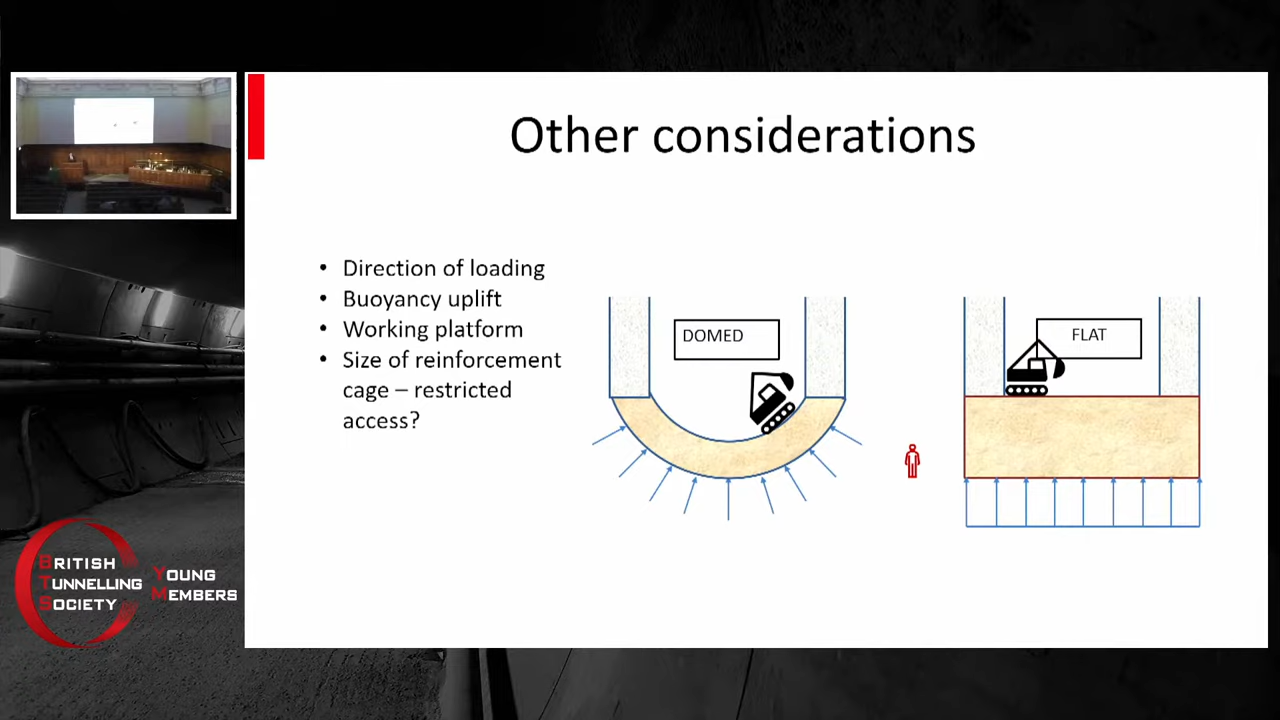 Other considerations
• Direction of loading
• Buoyancy uplift
• Working platform
• Size of reinforcement
cage – restricted
access?
DOMED
FLAT
BRITISH
TUNNELLING
SOCIETY
YOUNG
MEMBERS